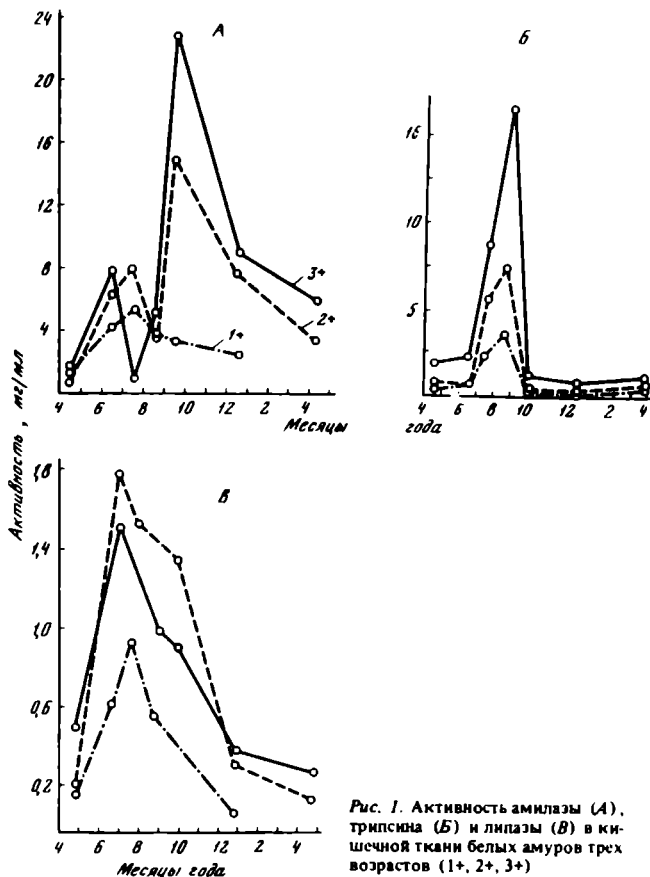 24
20
16
12
8
4
А
3+
2+
1+
4 6 8 10 12 2 4
Месяцы
Б
15
10
5
4 6 8 10 12 4
года
Активность, мг/мл
В
1,8
1,4
1,0
0,6
0,2
4 6 8 10 12 2 4
Месяцы года
Рис. 1. Активность амилазы (А),
трипсина (Б) и липазы (В) в ки-
шечной ткани белых амуров трех
возрастов (1+, 2+, 3+)